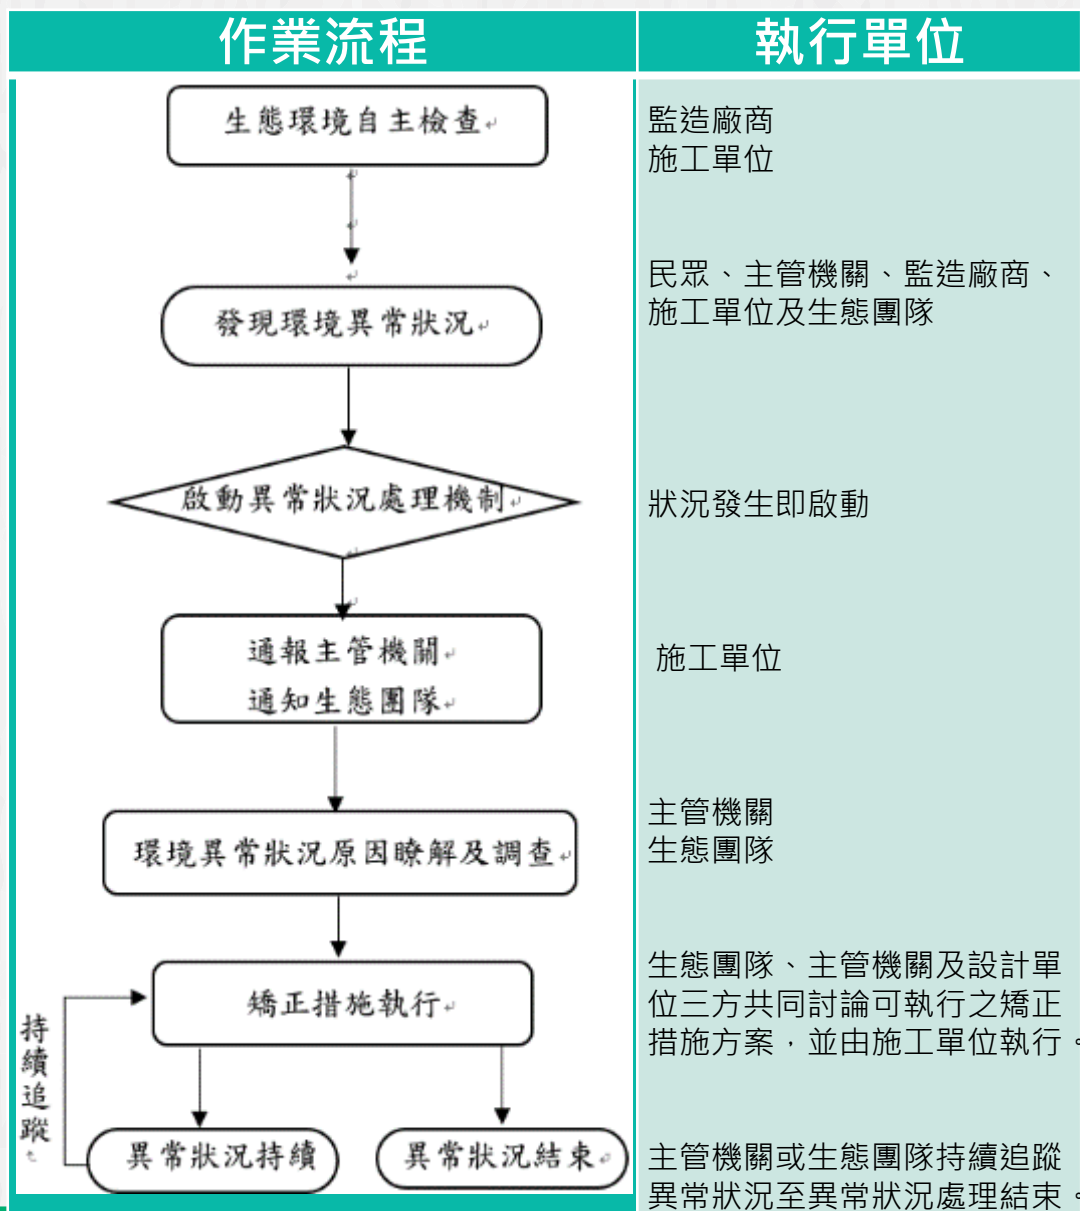 作業流程
執行單位
生態環境自主檢查
監造廠商
施工單位
發現環境異常狀況
民眾、主管機關、監造廠商、
施工單位及生態團隊
啟動異常狀況處理機制
狀況發生即啟動
通報主管機關
通知生態團隊
施工單位
環境異常狀況原因瞭解及調查
主管機關
生態團隊
矯正措施執行
生態團隊、主管機關及設計單
位三方共同討論可執行之矯正
措施方案，並由施工單位執行。
持續追蹤
異常狀況持續
異常狀況結束
主管機關或生態團隊持續追蹤
異常狀況至異常狀況處理結束。